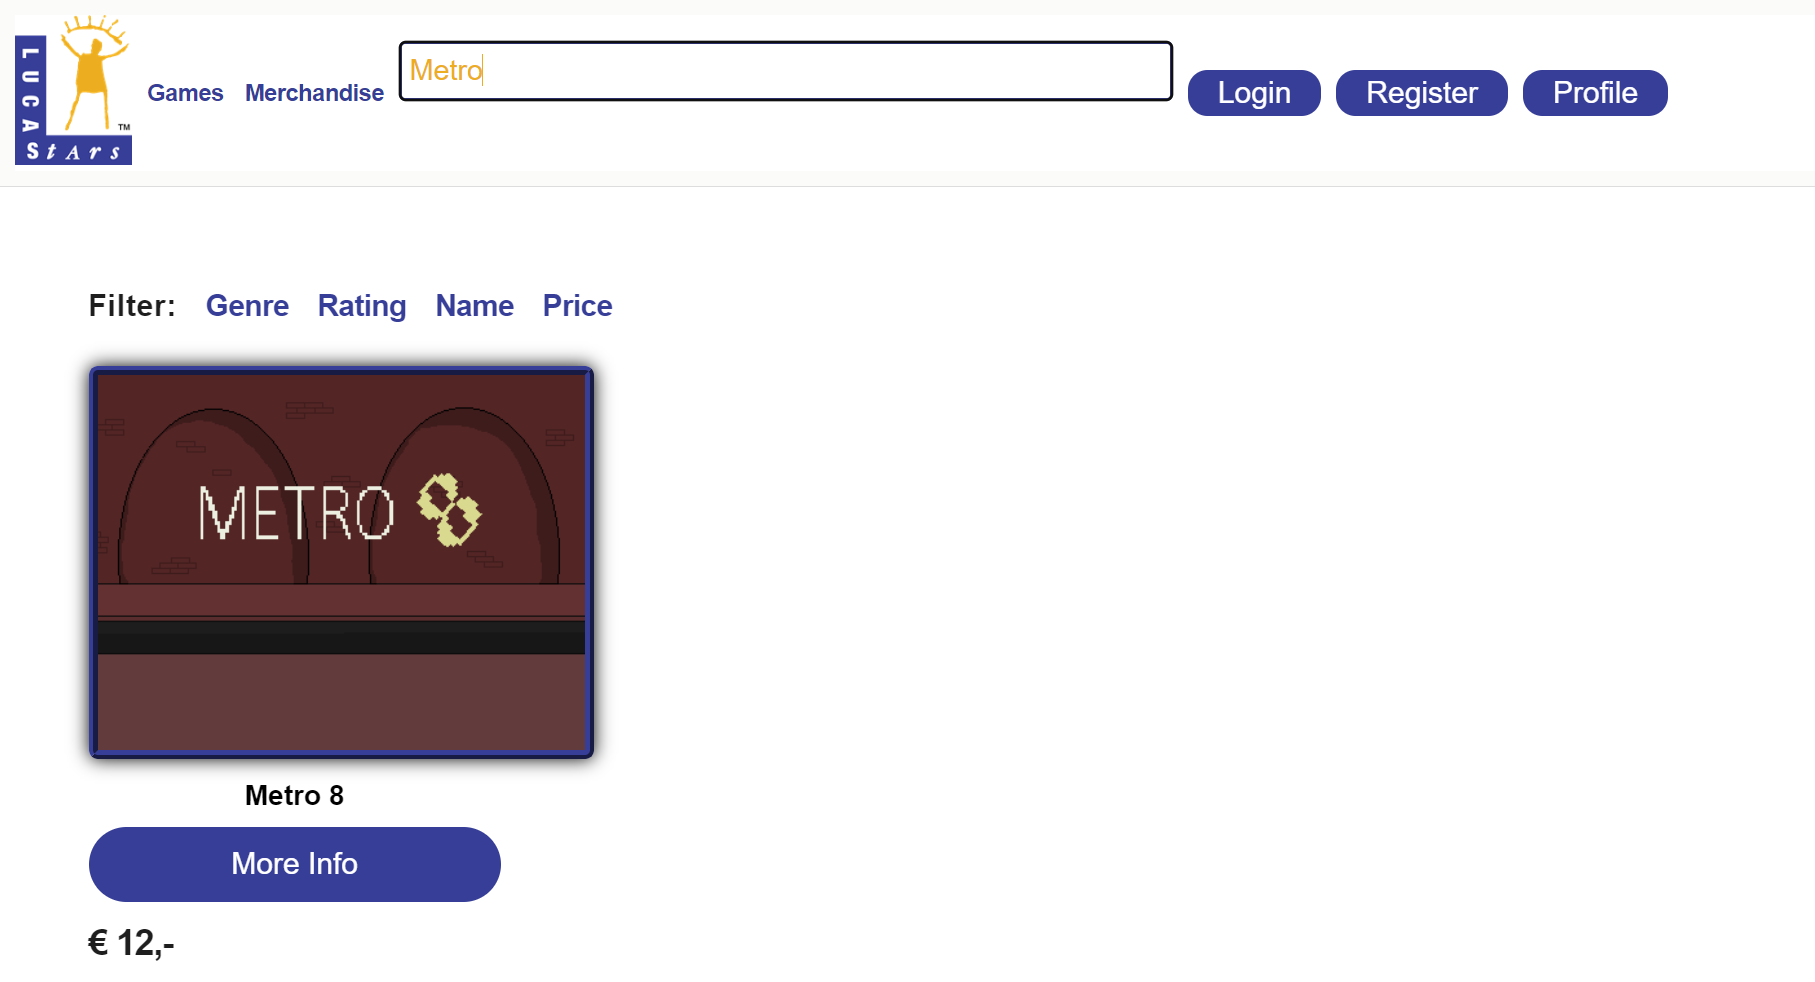 LUCA
StArs
TM
Games Merchandise
Metro
Login Register Profile
Filter: Genre Rating Name Price
METRO 8
Metro 8
More Info
€ 12,-